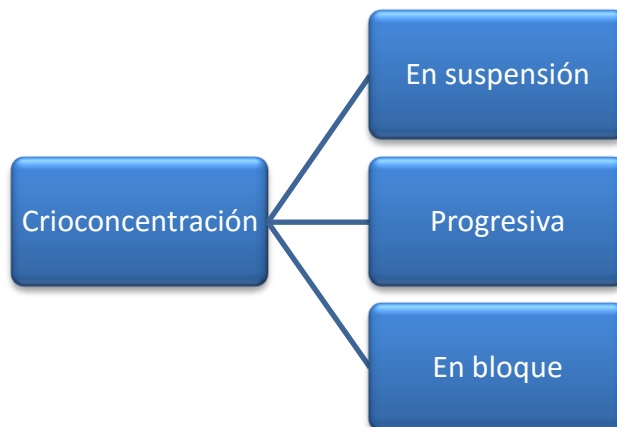 En suspensión
Crioconcentración
Progresiva
En bloque